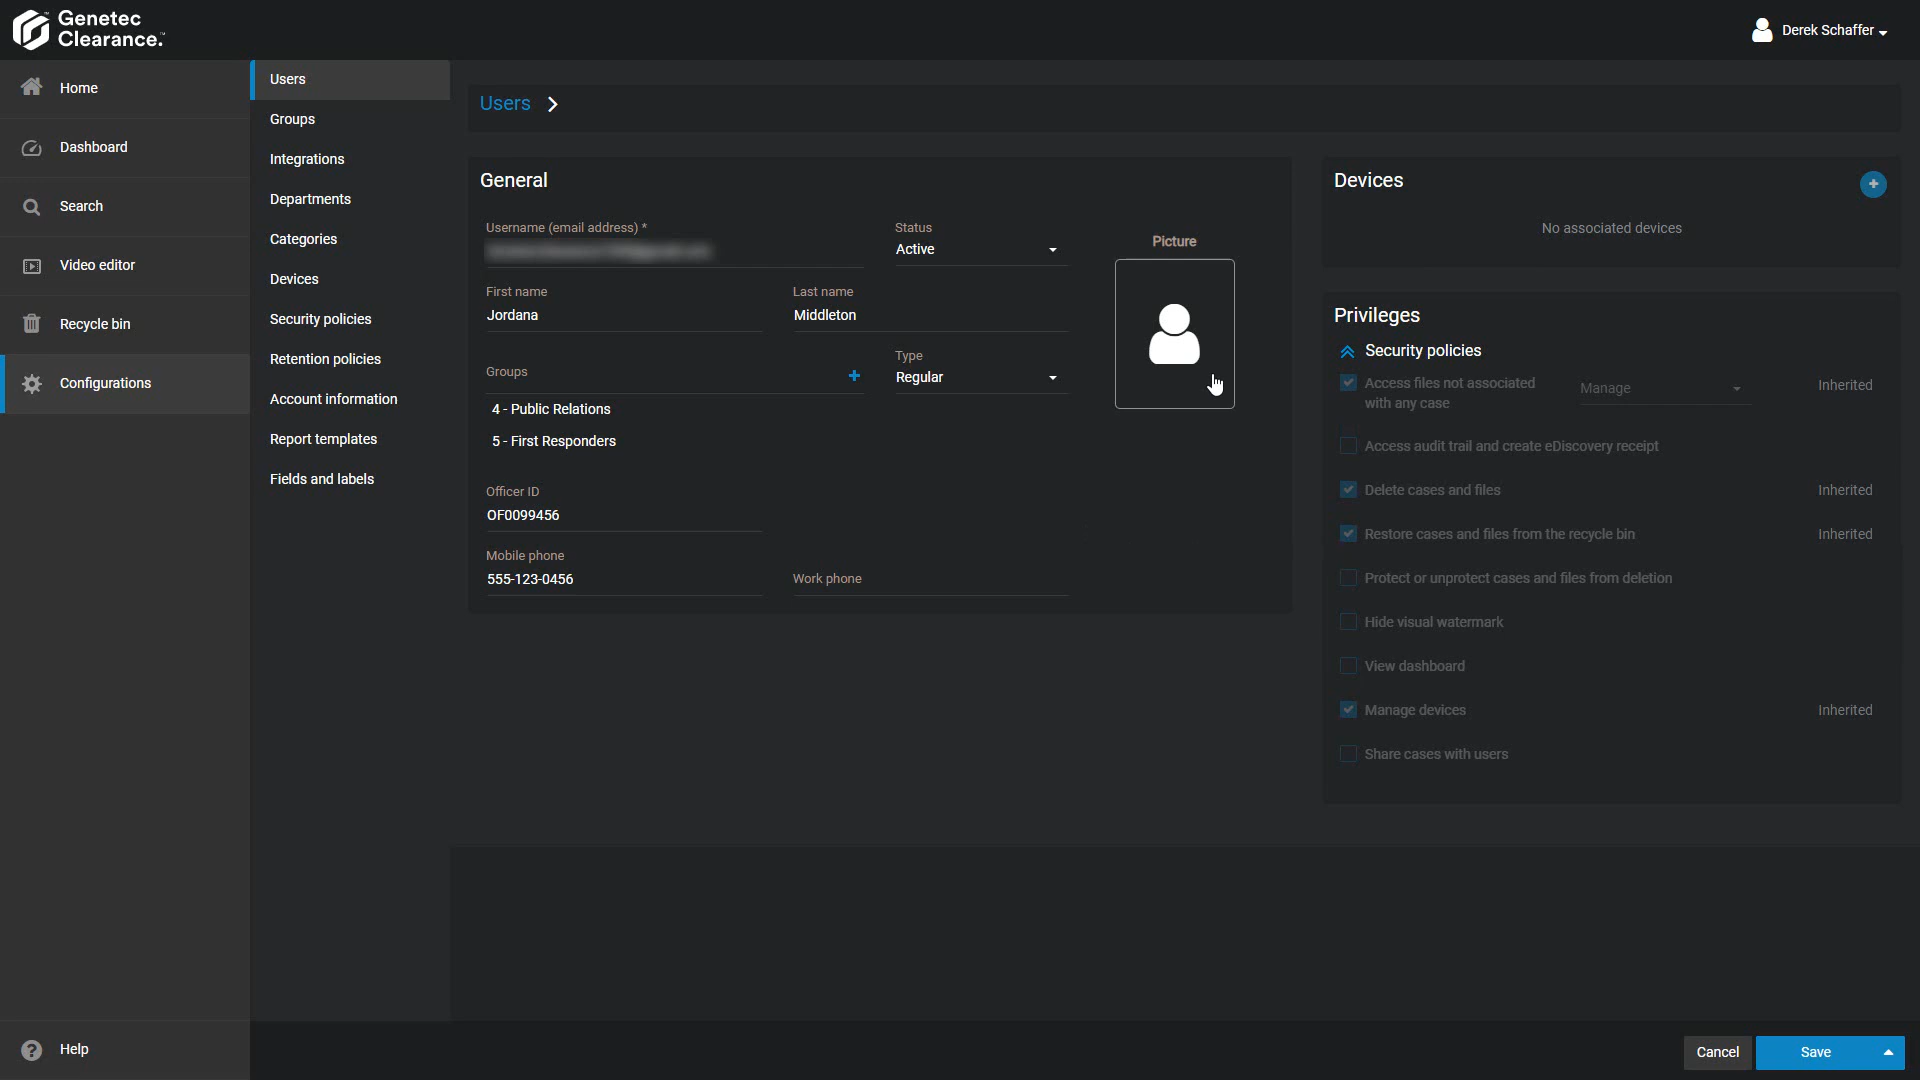 Genetec
Clearance.™
Derek Schaffer
Home
Dashboard
Search
Video editor
Recycle bin
Configurations
Help
Users
Groups
Integrations
Departments
Categories
Devices
Security policies
Retention policies
Account information
Report templates
Fields and labels
Users
General
Username (email address) *
Status
Active
First name
Jordana
Last name
Middleton
Groups
4 - Public Relations
5 - First Responders
Type
Regular
Officer ID
OF0099456
Mobile phone
555-123-0456
Work phone
Picture
Devices
No associated devices
Privileges
Security policies
Access files not associated
with any case
Manage
Inherited
Access audit trail and create eDiscovery receipt
Delete cases and files
Inherited
Restore cases and files from the recycle bin
Inherited
Protect or unprotect cases and files from deletion
Hide visual watermark
View dashboard
Manage devices
Inherited
Share cases with users
Cancel
Save